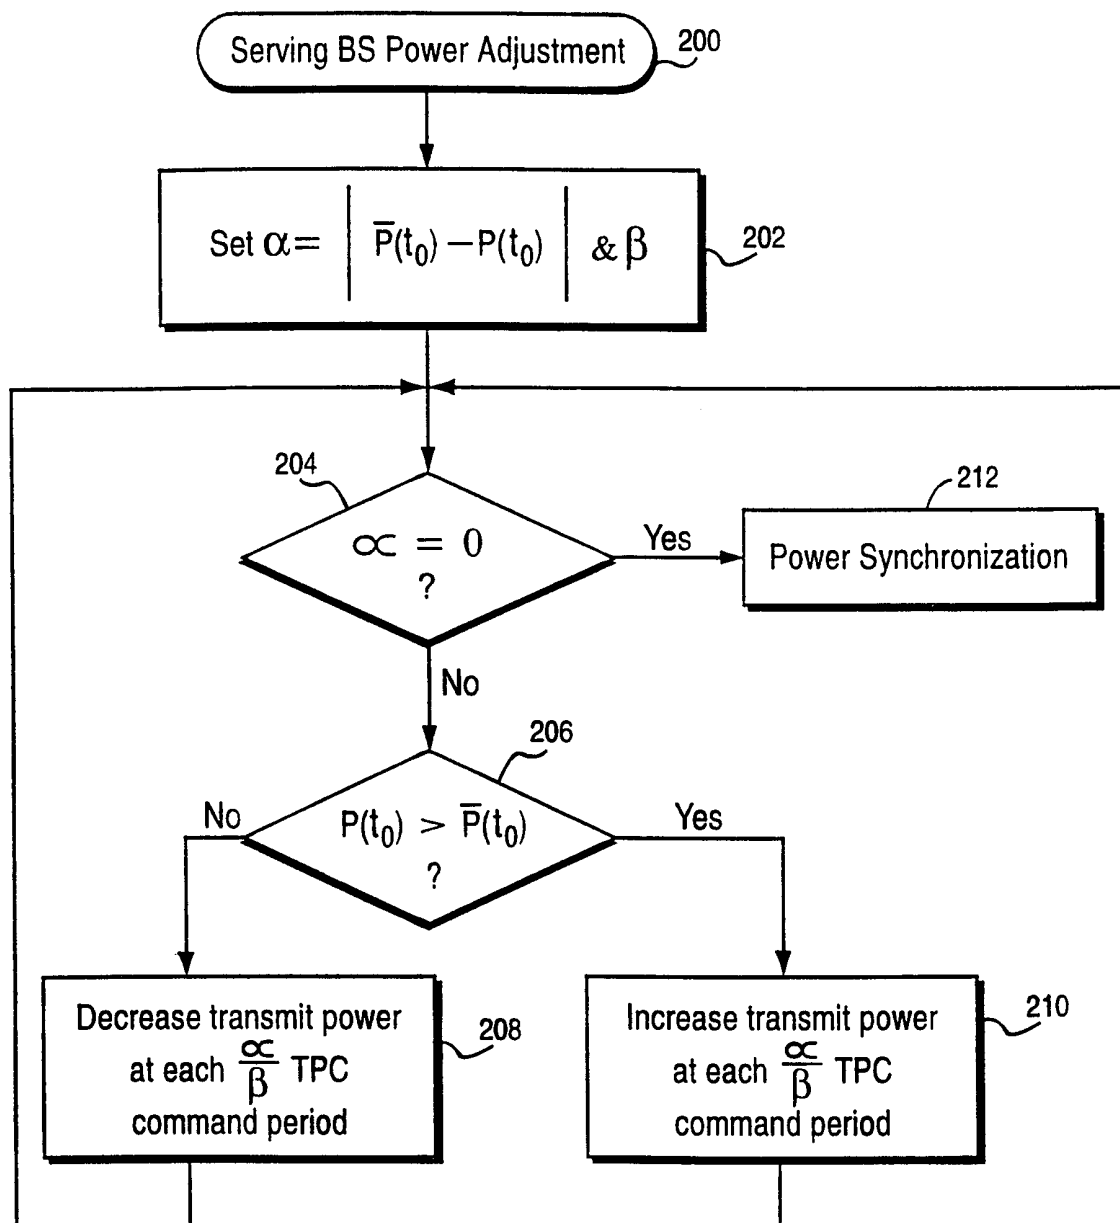 Serving BS Power Adjustment
200
Set α = | P̅(t₀) − P(t₀) | & β
202
204
∝ = 0
?
Yes
212
Power Synchronization
No
206
P(t₀) > P̅(t₀)
?
No
Yes
Decrease transmit power
at each ∝/β TPC
command period
208
Increase transmit power
at each ∝/β TPC
command period
210